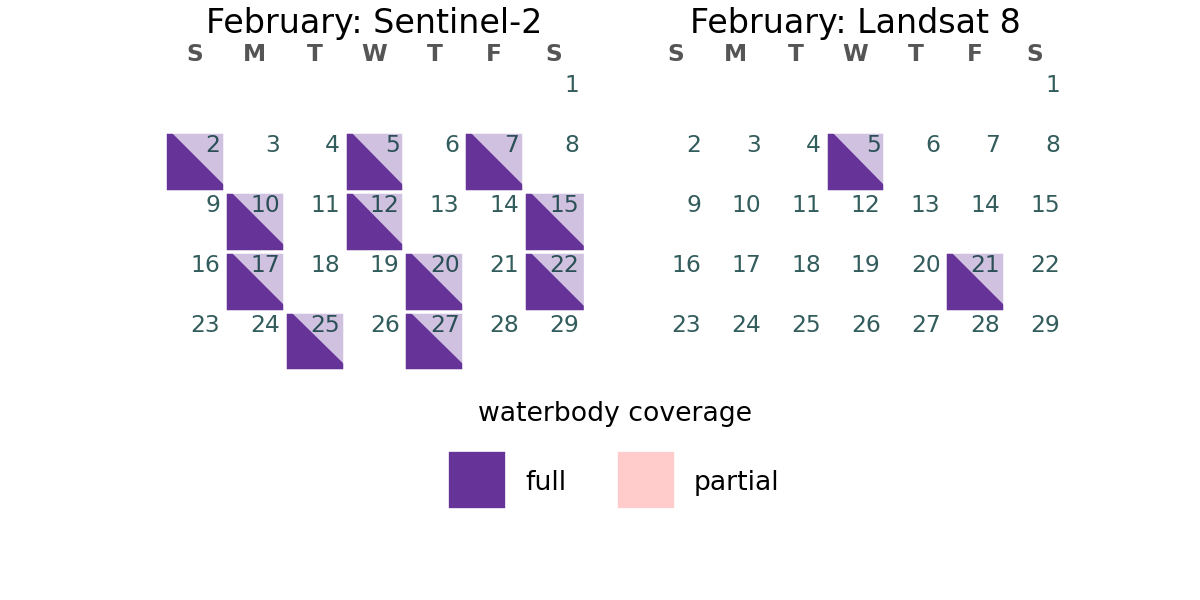 February: Sentinel-2
S M T W T F S
1
2 3 4 5 6 7 8
9 10 11 12 13 14 15
16 17 18 19 20 21 22
23 24 25 26 27 28 29
February: Landsat 8
S M T W T F S
1
2 3 4 5 6 7 8
9 10 11 12 13 14 15
16 17 18 19 20 21 22
23 24 25 26 27 28 29
waterbody coverage
full
partial